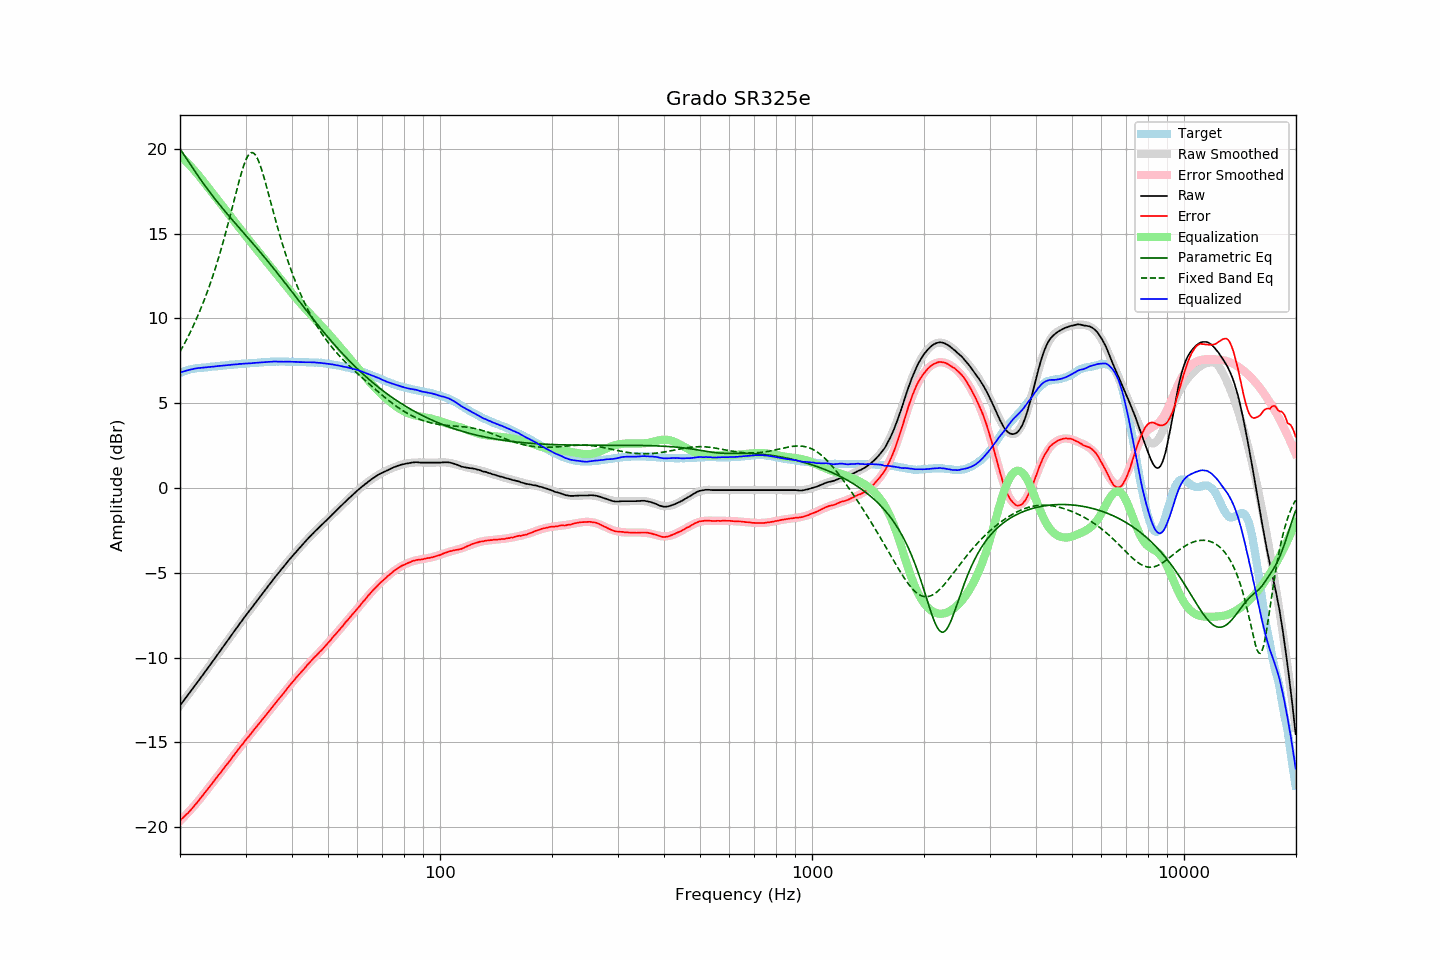 Grado SR325e
Target
Raw Smoothed
Error Smoothed
Raw
Error
Equalization
Parametric Eq
Fixed Band Eq
Equalized
Amplitude (dBr)
20
15
10
5
0
−5
−10
−15
−20
100
1000
10000
Frequency (Hz)